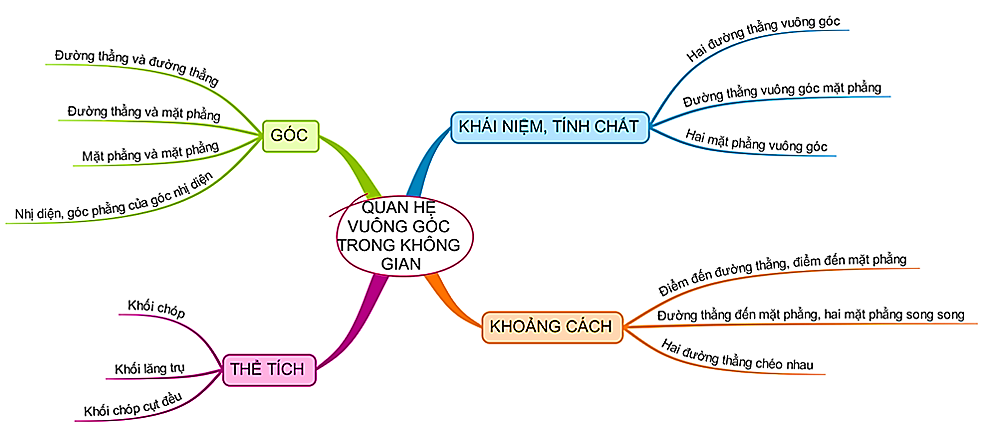 QUAN HỆ
VUÔNG GÓC
TRONG KHÔNG
GIAN
KHÁI NIỆM, TÍNH CHẤT
Hai đường thẳng vuông góc
Đường thẳng vuông góc mặt phẳng
Hai mặt phẳng vuông góc
KHOẢNG CÁCH
Điểm đến đường thẳng, điểm đến mặt phẳng
Đường thẳng đến mặt phẳng, hai mặt phẳng song song
Hai đường thẳng chéo nhau
GÓC
Đường thẳng và đường thẳng
Đường thẳng và mặt phẳng
Mặt phẳng và mặt phẳng
Nhị diện, góc phẳng của góc nhị diện
THỂ TÍCH
Khối chóp
Khối lăng trụ
Khối chóp cụt đều